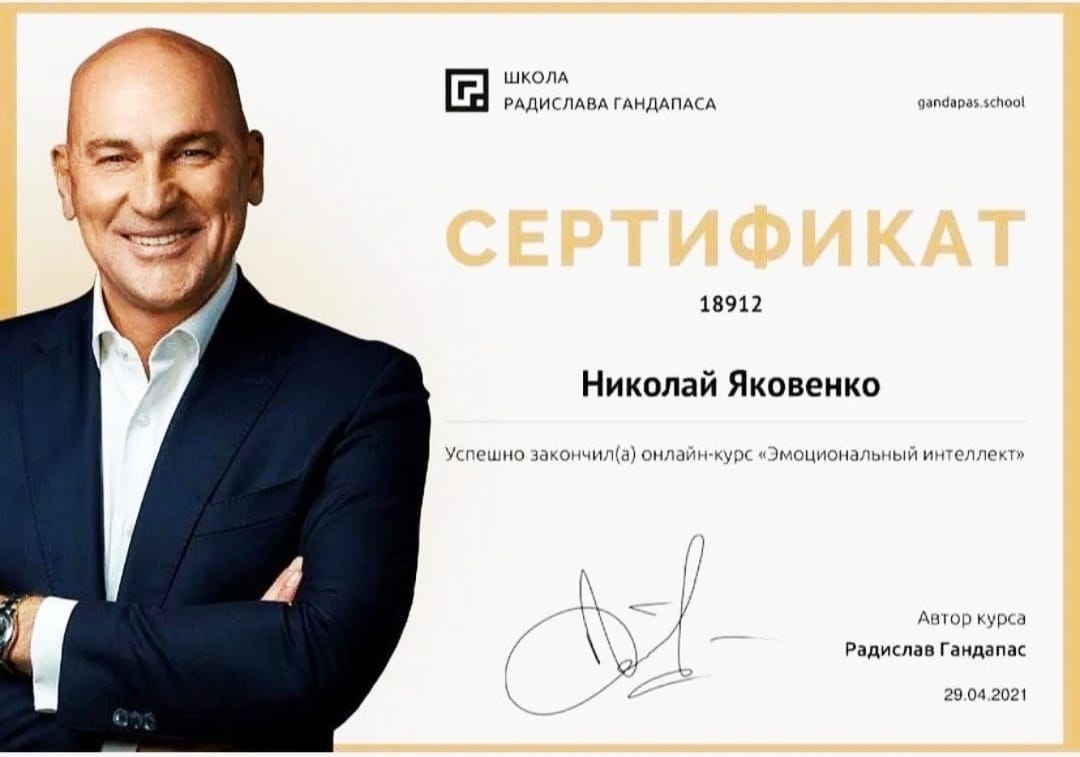 ШКОЛА
РАДИСЛАВА ГАНДАПАСА
gandapas.school
СЕРТИФИКАТ
18912
Николай Яковенко
Успешно закончил(а) онлайн-курс «Эмоциональный интеллект»
Автор курса
Радислав Гандапас
29.04.2021